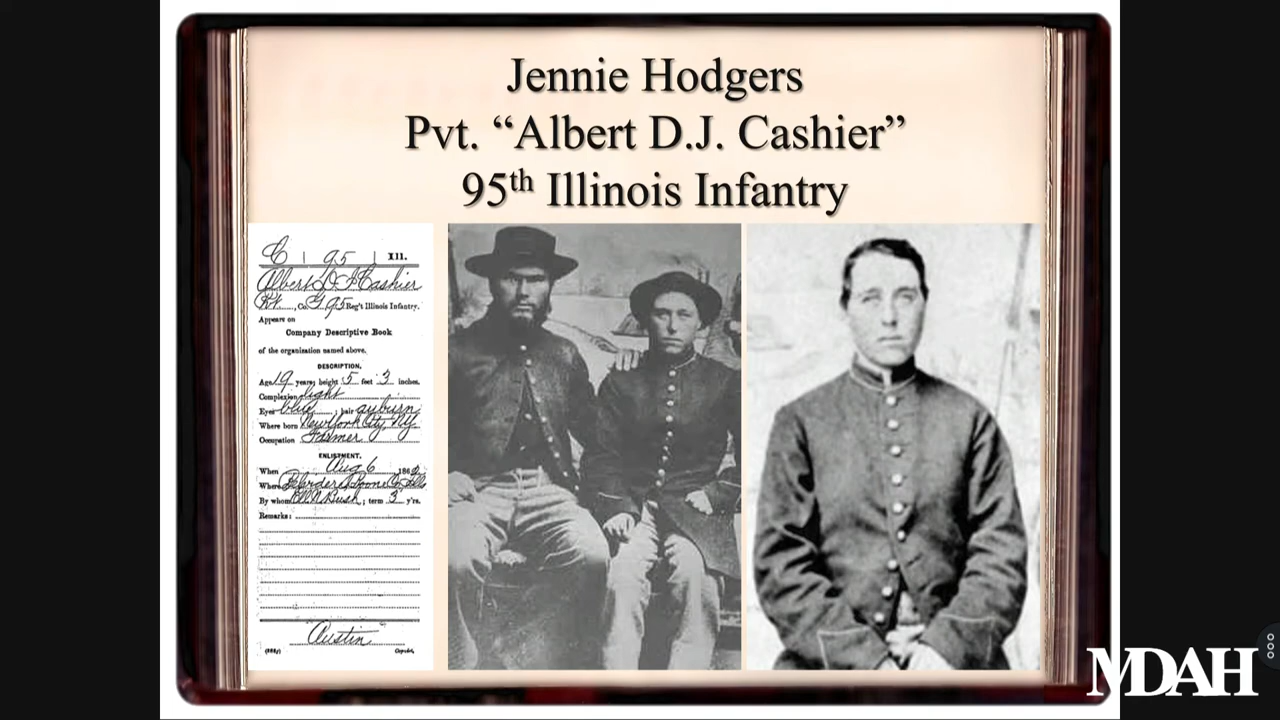 Jennie Hodgers
Pvt. “Albert D.J. Cashier”
95th Illinois Infantry
C | 95 | Ill.
Albert D. J. Cashier
Pvt., Co. G, 95 Reg't Illinois Infantry.
Appears on
Company Descriptive Book
of the organization named above.
DESCRIPTION.
Age 19 years; height 5 feet 3 inches.
Complexion light
Eyes blue; hair auburn
Where born New York City, NY
Occupation Farmer
ENLISTMENT.
When Aug 6, 1862
Where
By whom Bush; term 3 y'rs.
Remarks:
Austin
Copyist.
MDAH